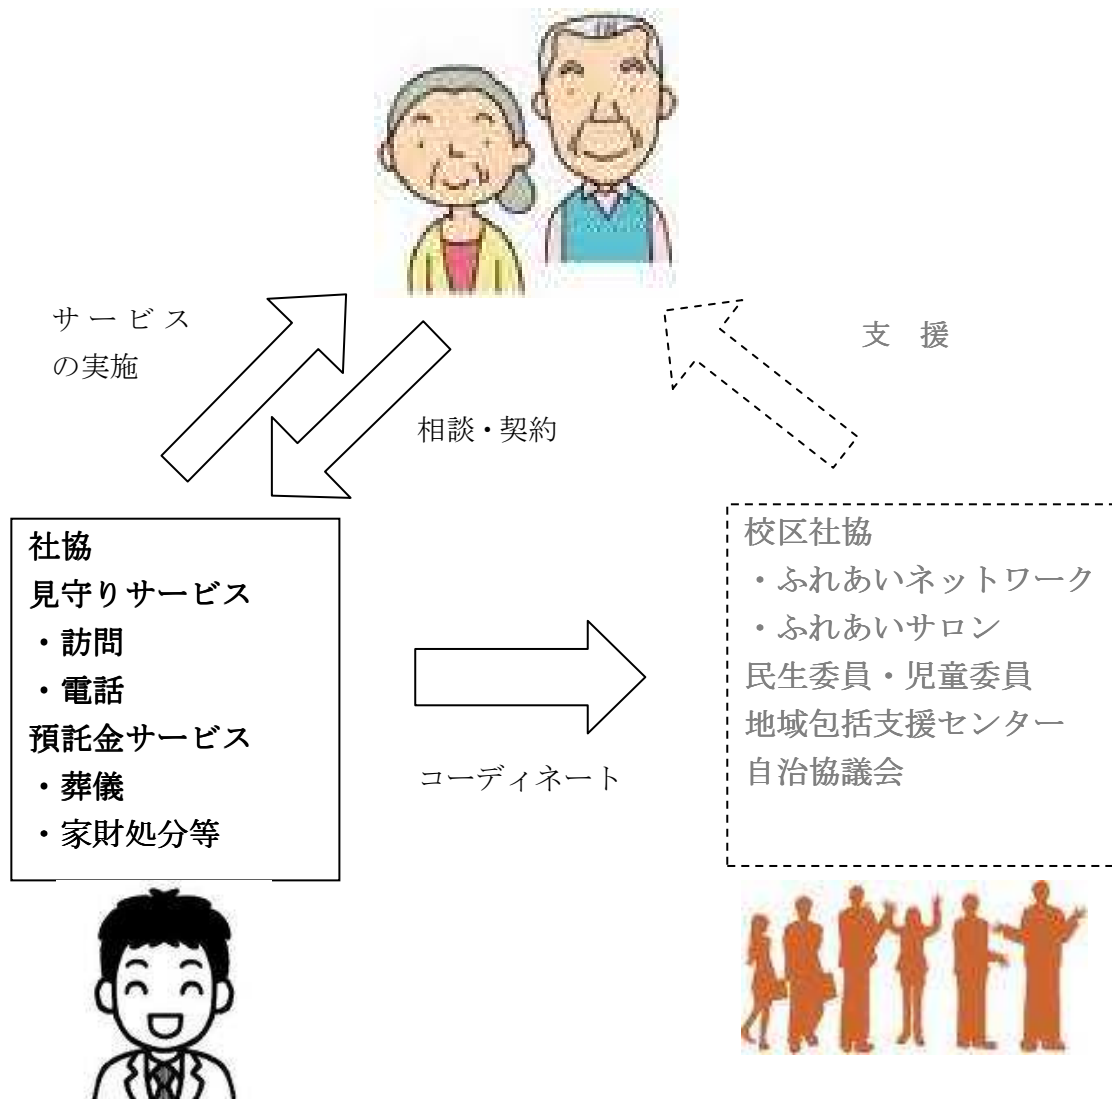 サービス
の実施
支 援
相談・契約
社協
見守りサービス
・訪問
・電話
預託金サービス
・葬儀
・家財処分等
コーディネート
校区社協
・ふれあいネットワーク
・ふれあいサロン
民生委員・児童委員
地域包括支援センター
自治協議会